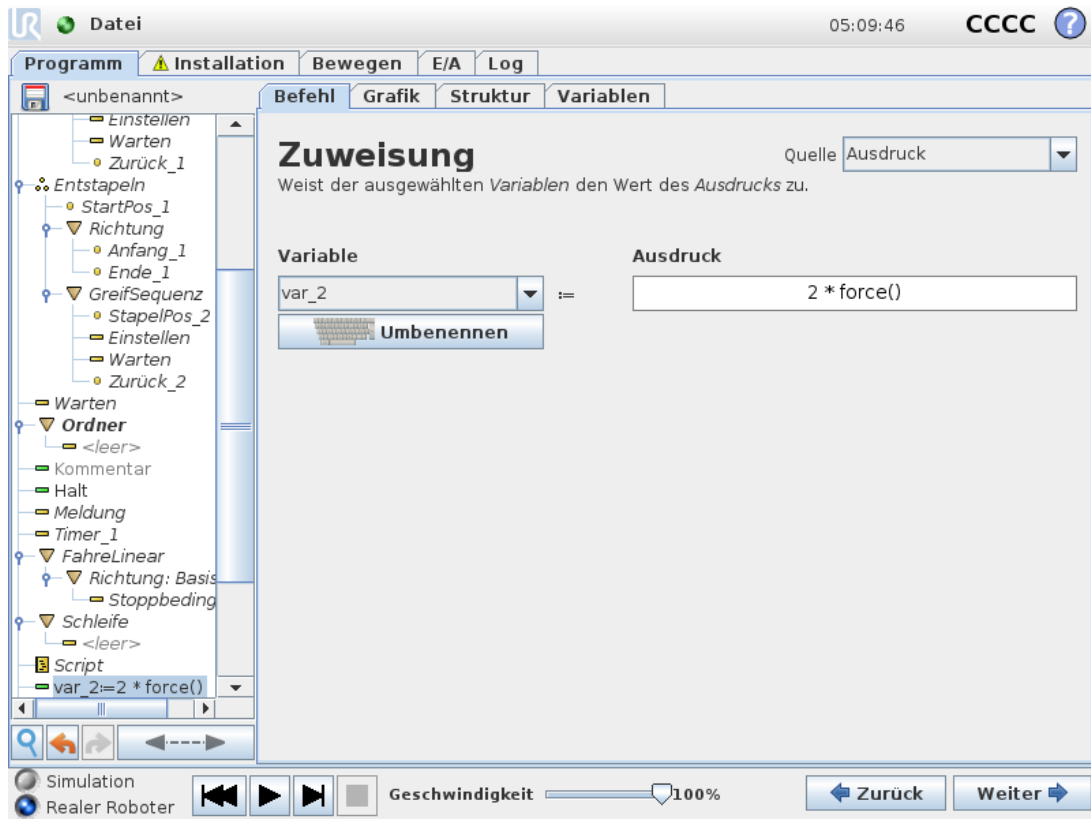 UR
Datei
05:09:46
CCCC
?
Programm
Installation
Bewegen
E/A
Log
<unbenannt>
Befehl
Grafik
Struktur
Variablen
Einstellen
Warten
Zurück_1
Entstapeln
StartPos_1
Richtung
Anfang_1
Ende_1
GreifSequenz
StapelPos_2
Einstellen
Warten
Zurück_2
Warten
Ordner
<leer>
Kommentar
Halt
Meldung
Timer_1
FahreLinear
Richtung: Basis
Stoppbeding
Schleife
<leer>
Script
var_2:=2 * force()
Zuweisung
Quelle
Ausdruck
Weist der ausgewählten Variablen den Wert des Ausdrucks zu.
Variable
Ausdruck
var_2
:=
2 * force()
Umbenennen
Simulation
Realer Roboter
Geschwindigkeit
100%
Zurück
Weiter